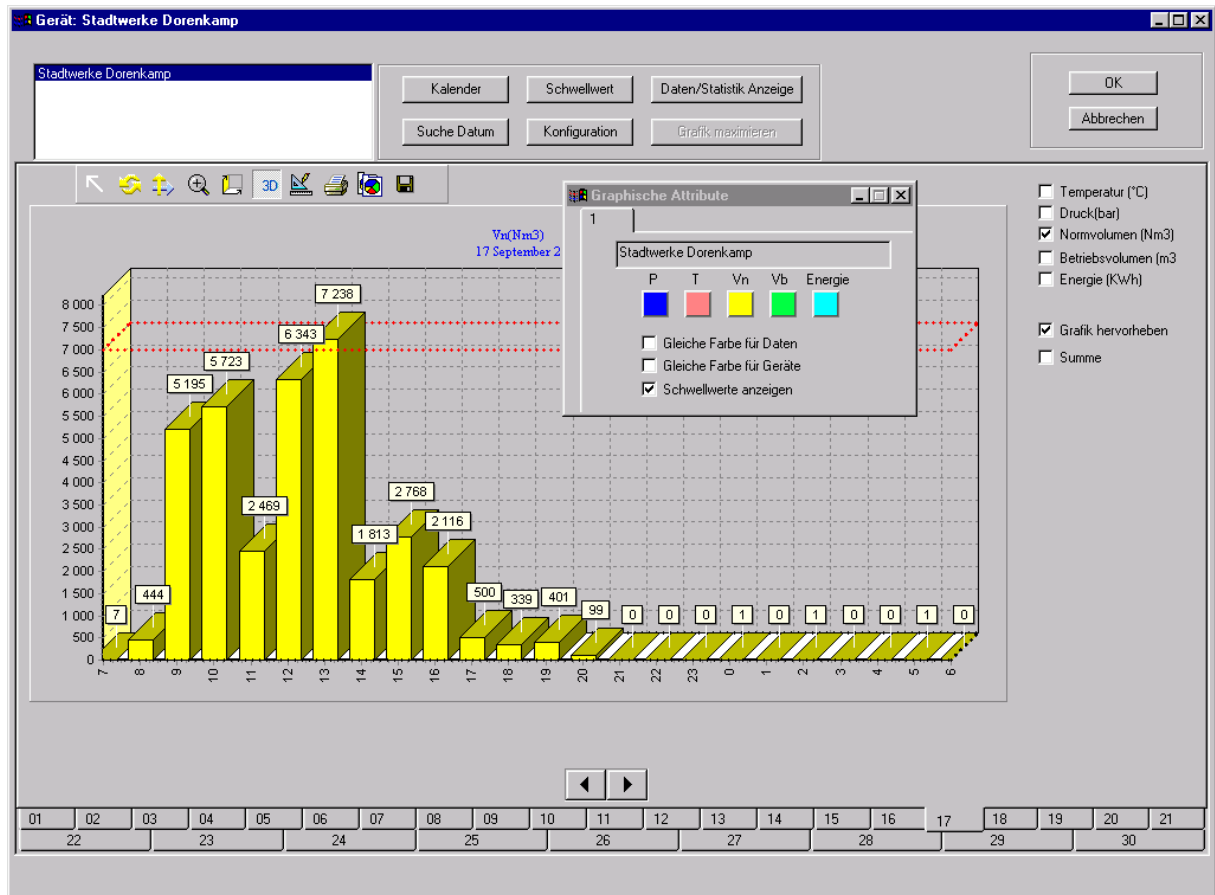 Gerät: Stadtwerke Dorenkamp
Stadtwerke Dorenkamp
Kalender
Schwellwert
Daten/Statistik Anzeige
Suche Datum
Konfiguration
Grafik maximieren
OK
Abbrechen
3D
Vn(Nm3)
17 September 2
Graphische Attribute
1
Stadtwerke Dorenkamp
P T Vn Vb Energie
Gleiche Farbe für Daten
Gleiche Farbe für Geräte
Schwellwerte anzeigen
Temperatur (°C)
Druck(bar)
Normvolumen (Nm3)
Betriebsvolumen (m3
Energie (KWh)
Grafik hervorheben
Summe
8 000
7 500
7 000
6 500
6 000
5 500
5 000
4 500
4 000
3 500
3 000
2 500
2 000
1 500
1 000
500
0
7 444 5 195 5 723 2 469 6 343 7 238 1 813 2 768 2 116 500 339 401 99 0 0 0 1 0 1 0 0 1 0
7 8 9 10 11 12 13 14 15 16 17 18 19 20 21 22 23 0 1 2 3 4 5 6
01 02 03 04 05 06 07 08 09 10 11 12 13 14 15 16 17 18 19 20 21
22 23 24 25 26 27 28 29 30